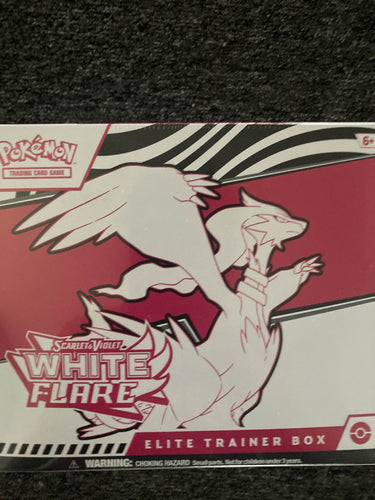 POKéMON
TRADING CARD GAME
6+
SCARLET & VIOLET
WHITE
FLARE
ELITE TRAINER BOX
WARNING: CHOKING HAZARD Small parts. Not for children under 3 years.